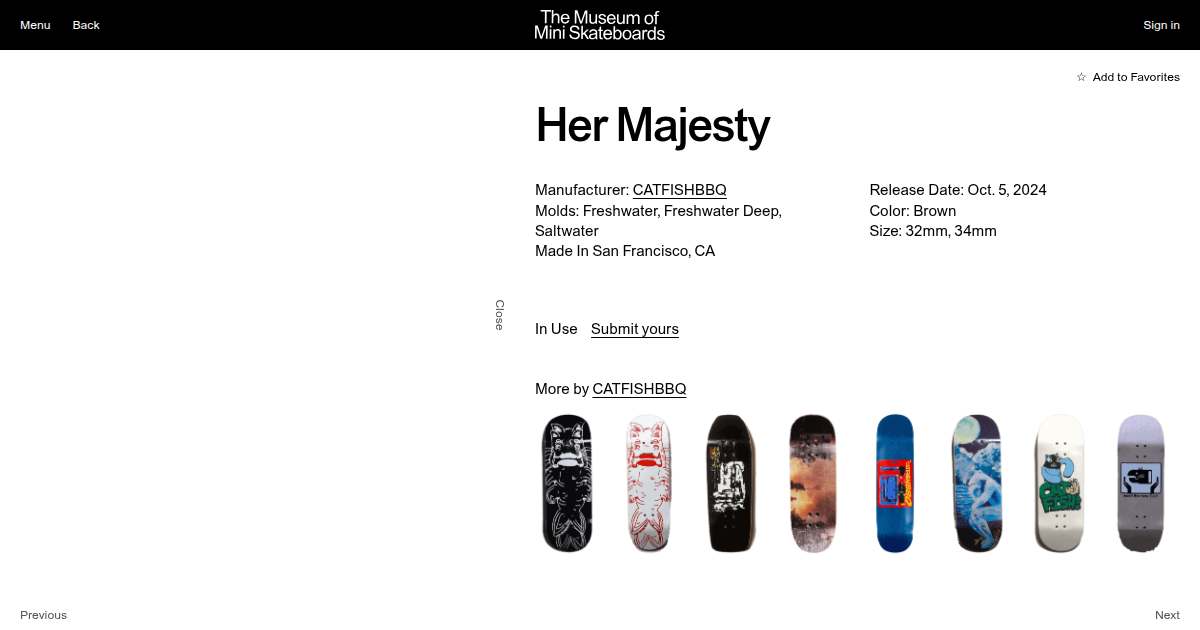 Menu
Back
The Museum of
Mini Skateboards
Sign in
☆ Add to Favorites
Her Majesty
Manufacturer: CATFISHBBQ
Molds: Freshwater, Freshwater Deep,
Saltwater
Made In San Francisco, CA
Release Date: Oct. 5, 2024
Color: Brown
Size: 32mm, 34mm
Close
In Use
Submit yours
More by CATFISHBBQ
Previous
Next